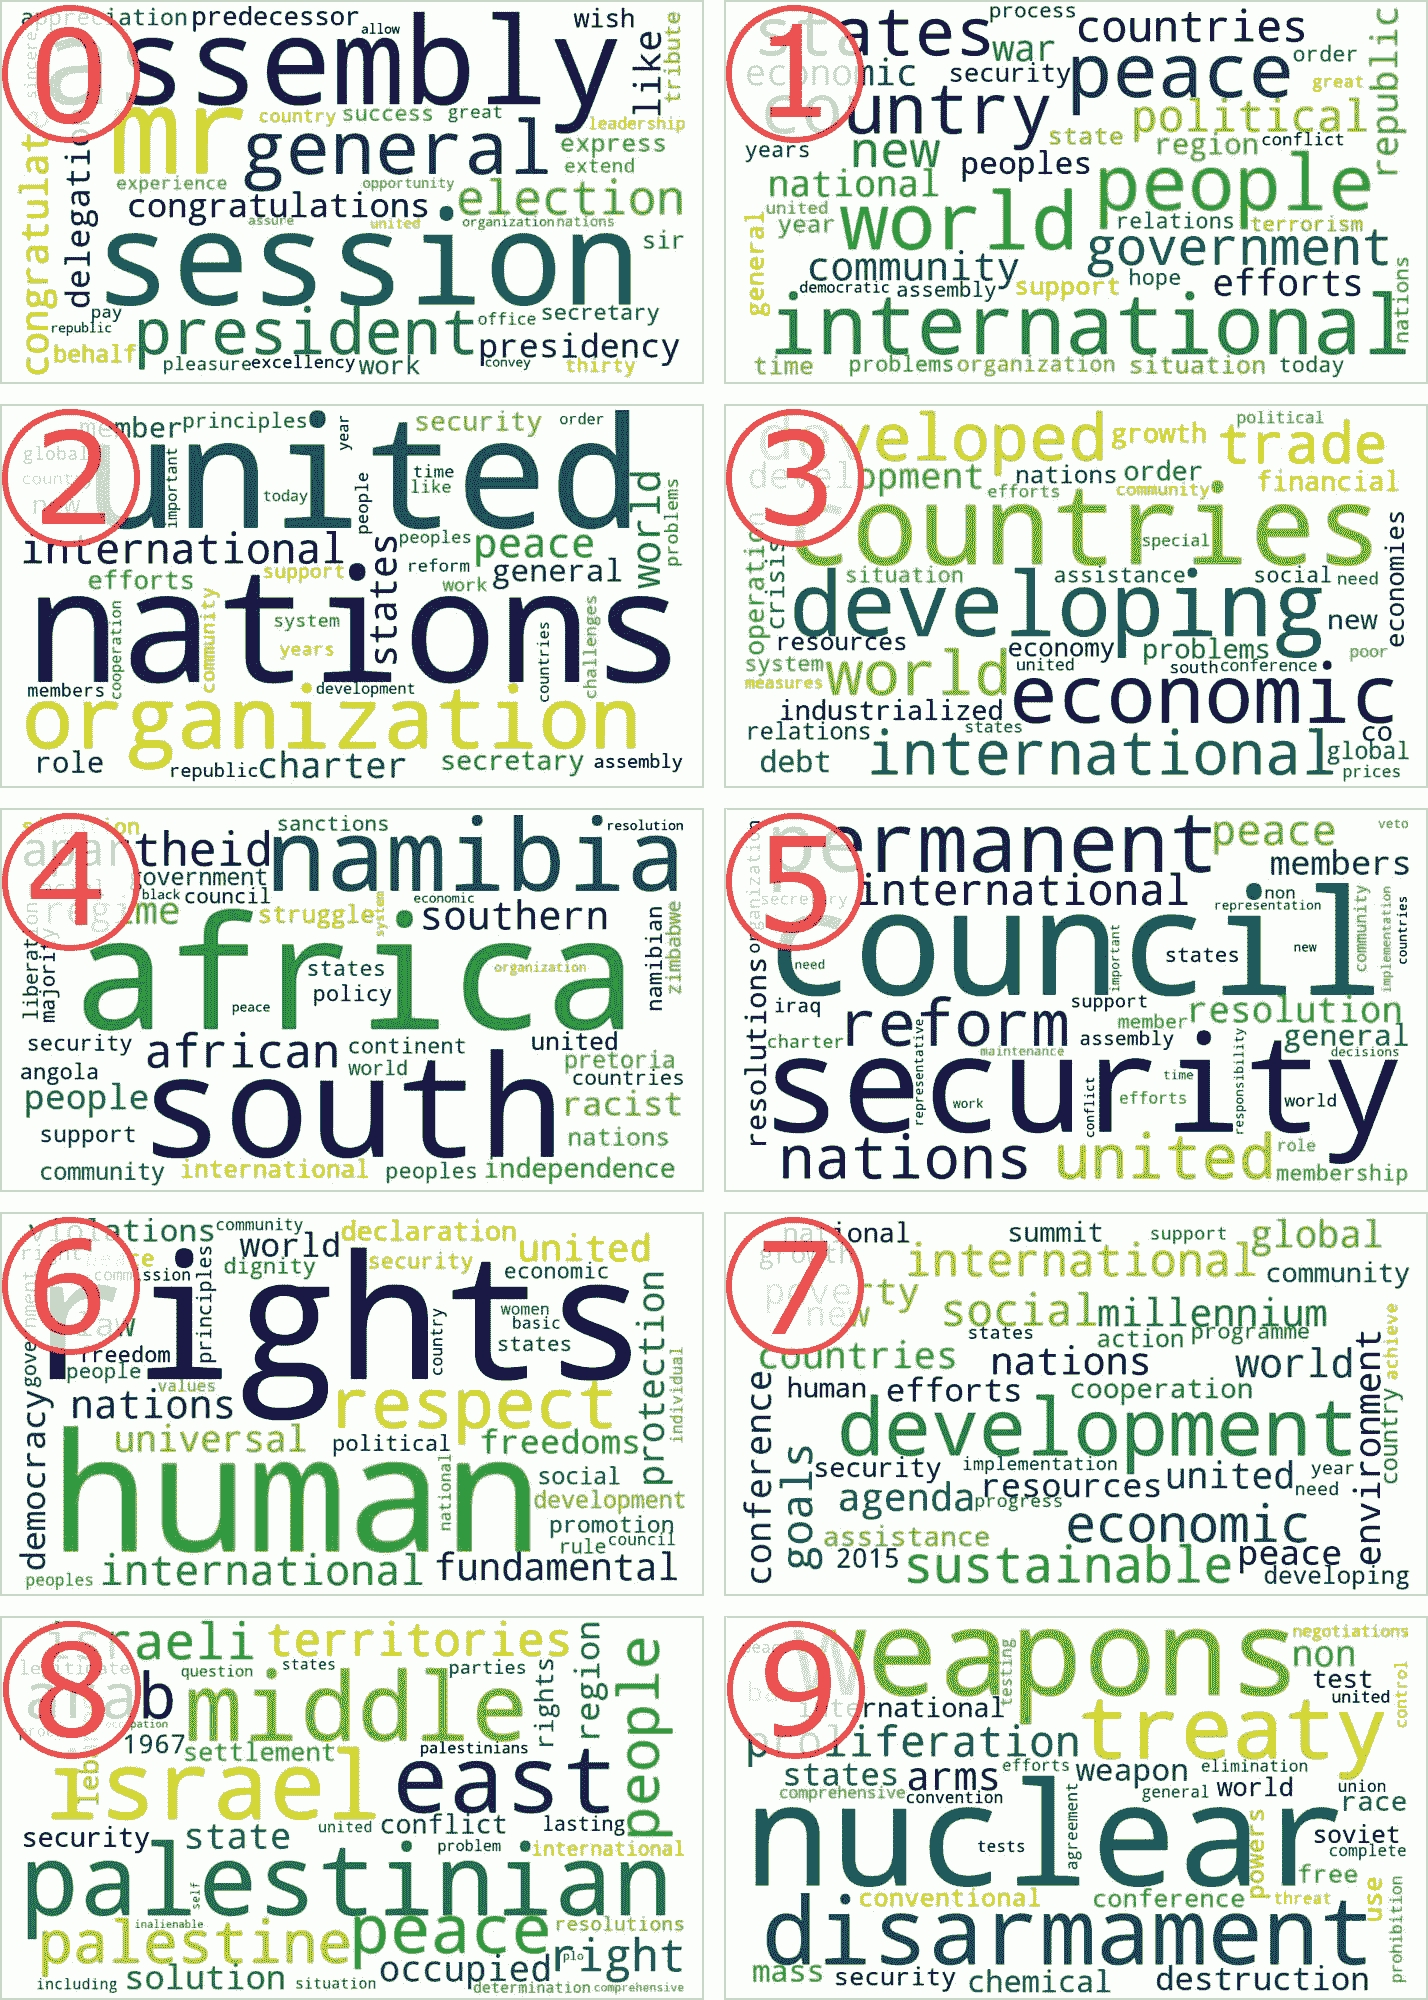 0
appreciation predecessor allow wish
sincere assembly like tribute
mr country success great leadership
congratulate delegation general express extend
experience opportunity election
congratulations assure united organization nations
session sir
pay republic president office secretary
behalf presidency
pleasure excellency work convey thirty
1
states process countries republic
economic war security peace order great
country political
years new state region conflict
national peoples people
united year world relations terrorism
general community government
democratic assembly support hope efforts nations
international
time problems organization situation today
2
member principles year security order
global country new united important today people time like world problems
international peoples peace
efforts support states reform general work
nations cooperation community system years countries challenges
members development
organization
role republic charter secretary assembly
3
developed growth political trade
development nations order financial
efforts community
countries special economies
operation crisis situation assistance social need
developing new
resources economy problems poor
system world united south conference
measures economic
industrialized co
relations states international global
debt prices
4
situation sanctions resolution
apartheid namibia
racial government black council economic
regime struggle system southern
liberation majority africa states organization namibian zimbabwe
policy peace
security african continent united
angola world pretoria
people south countries racist
support nations
community international peoples independence
5
permanent peace veto
members
organization secretary international non representation
council states new community implementation countries
need important
iraq reform support resolution
resolutions charter member assembly general
security representative maintenance decisions
work conflict time efforts responsibility world
nations united role
membership
6
violations community declaration
right peace world security united
commission principles dignity economic
government law rights women basic states country
freedom protection individual
people values
nations respect
democracy universal political freedoms
human national social
development
promotion
rule council
peoples international fundamental
7
national summit support global
growth international community
poverty
new social millennium
states action programme achieve
countries nations world environment
human efforts cooperation country
conference development
goals security implementation united year
agenda resources need
progress
assistance economic
2015 sustainable peace
developing
8
israeli territories region people
legitimate question states parties
arab middle rights
occupation
1967 settlement palestinians
israel east
security state united conflict lasting
palestinian problem international
self
palestine inalienable peace resolutions
occupied plo right
including solution situation determination comprehensive
9
peace weapons testing negotiations
non test
international united control
proliferation treaty
states arms efforts weapon elimination
comprehensive convention general world union
nuclear tests agreement powers race
soviet
complete
free
conventional conference threat use
disarmament prohibition
mass security chemical destruction